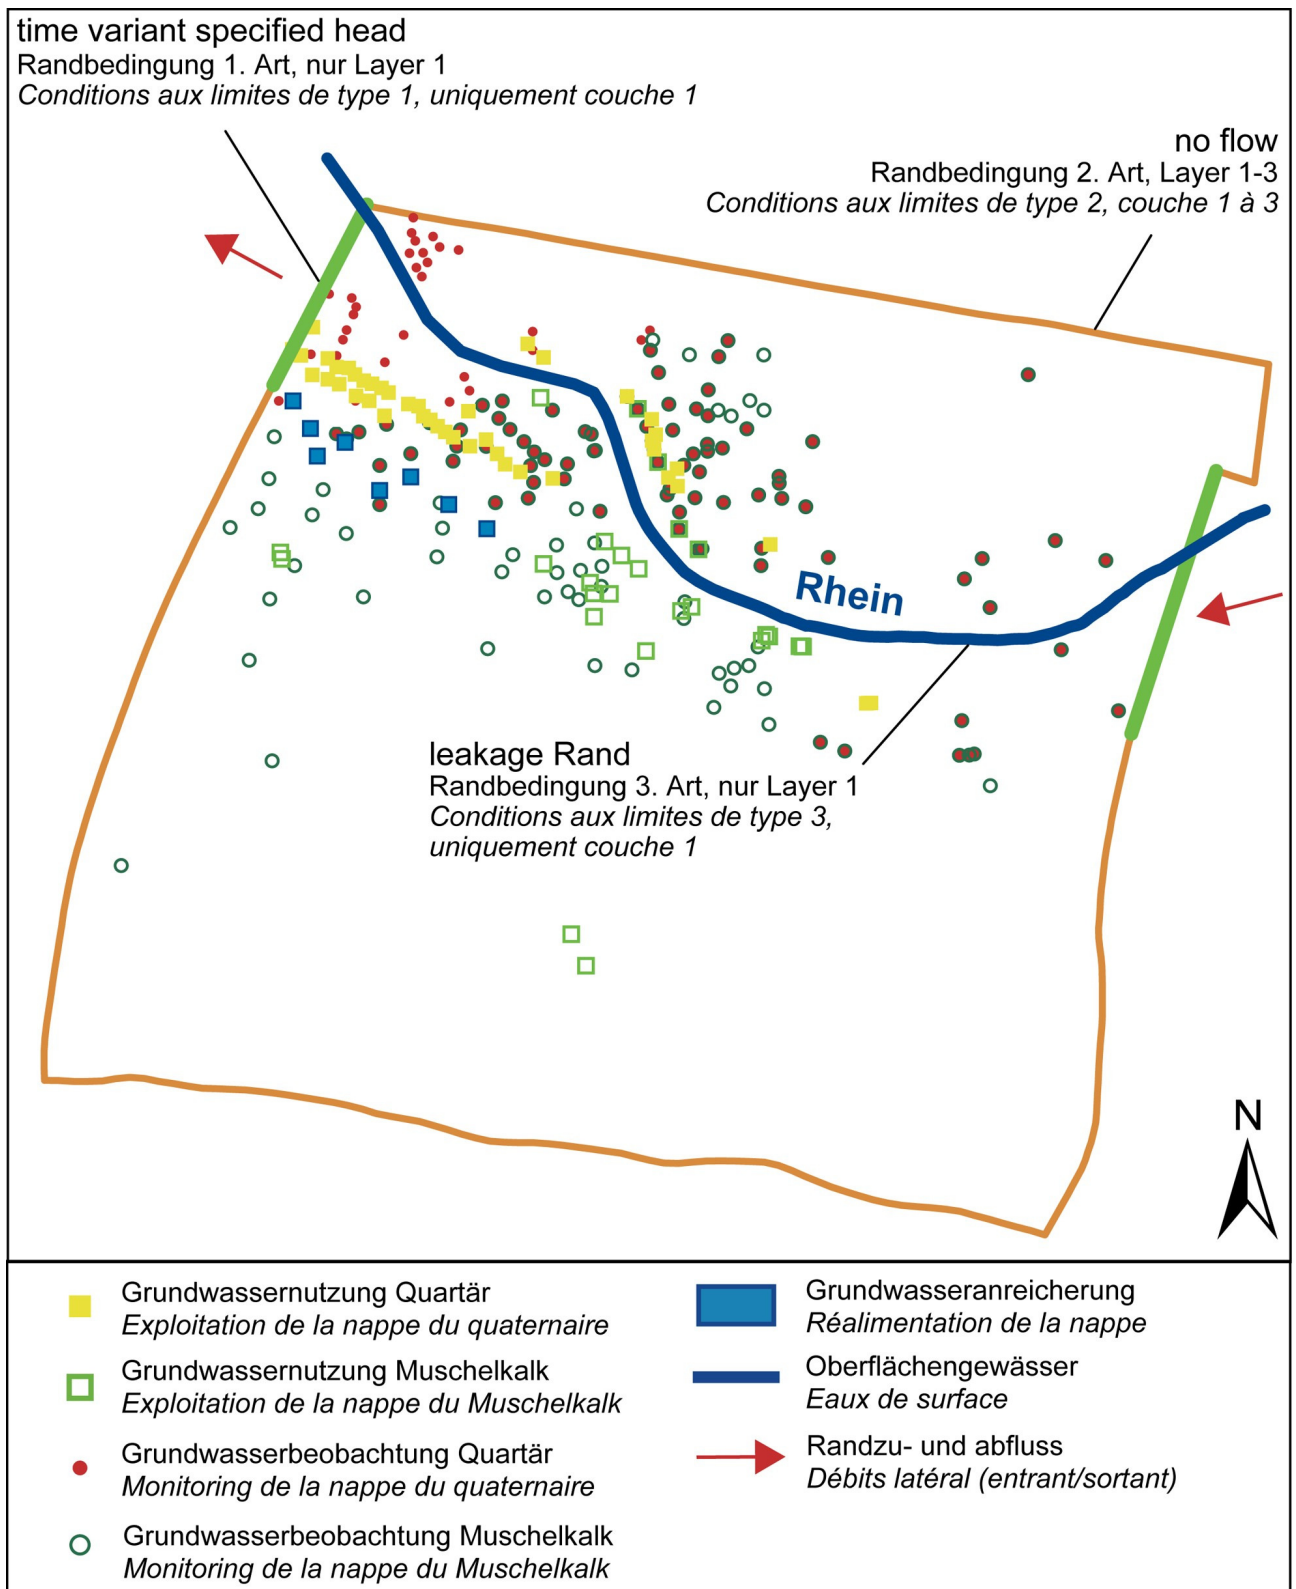 time variant specified head
Randbedingung 1. Art, nur Layer 1
Conditions aux limites de type 1, uniquement couche 1
no flow
Randbedingung 2. Art, Layer 1-3
Conditions aux limites de type 2, couche 1 à 3
Rhein
leakage Rand
Randbedingung 3. Art, nur Layer 1
Conditions aux limites de type 3,
uniquement couche 1
N
Grundwassernutzung Quartär
Exploitation de la nappe du quaternaire
Grundwassernutzung Muschelkalk
Exploitation de la nappe du Muschelkalk
Grundwasserbeobachtung Quartär
Monitoring de la nappe du quaternaire
Grundwasserbeobachtung Muschelkalk
Monitoring de la nappe du Muschelkalk
Grundwasseranreicherung
Réalimentation de la nappe
Oberflächengewässer
Eaux de surface
Randzu- und abfluss
Débits latéral (entrant/sortant)